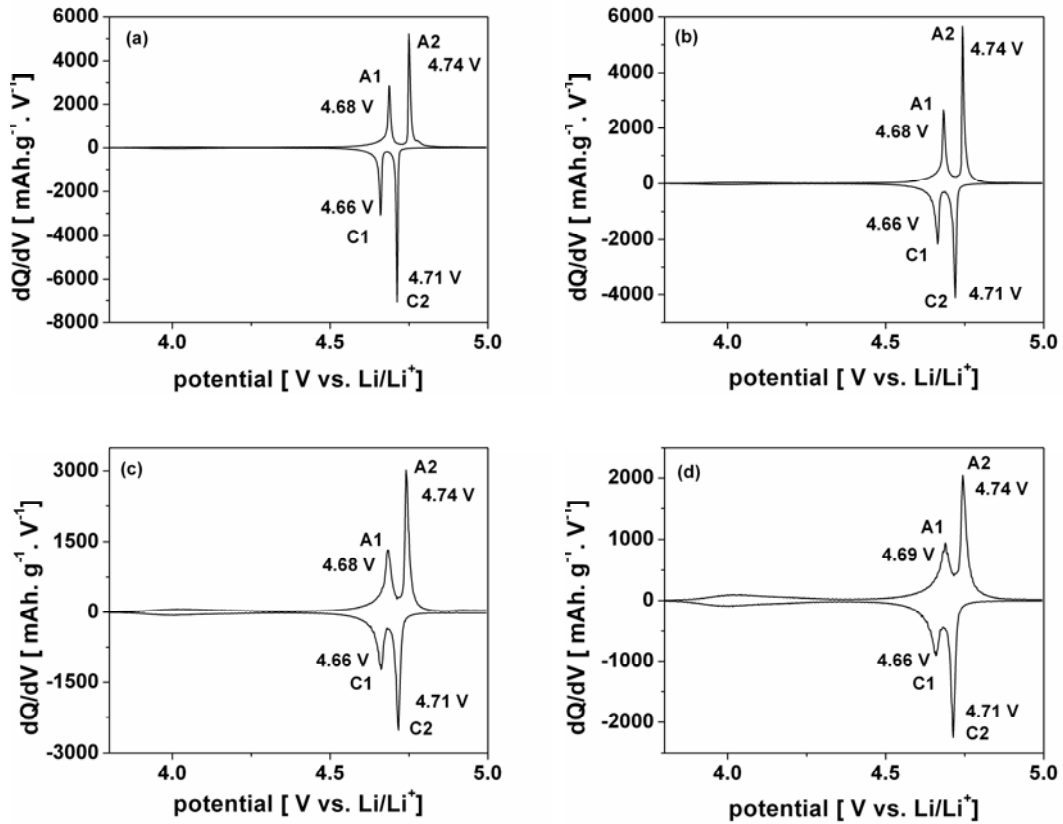 (a)
A2
4.74 V
A1
4.68 V
4.66 V
C1
4.71 V
C2
6000
4000
2000
0
-2000
-4000
-6000
-8000
dQ/dV [ mAh.g⁻¹. V⁻¹]
4.0
4.5
5.0
potential [ V vs. Li/Li⁺]
(b)
A2
4.74 V
A1
4.68 V
4.66 V
C1
4.71 V
C2
6000
4000
2000
0
-2000
-4000
dQ/dV [ mAh.g⁻¹. V⁻¹]
4.0
4.5
5.0
potential [ V vs. Li/Li⁺]
(c)
A2
4.74 V
A1
4.68 V
4.66 V
C1
4.71 V
C2
3000
1500
0
-1500
-3000
dQ/dV [ mAh. g⁻¹. V⁻¹]
4.0
4.5
5.0
potential [ V vs. Li/Li⁺]
(d)
A2
4.74 V
A1
4.69 V
4.66 V
C1
4.71 V
C2
2000
1000
0
-1000
-2000
dQ/dV [ mAh. g⁻¹. V⁻¹]
4.0
4.5
5.0
potential [ V vs. Li/Li⁺]